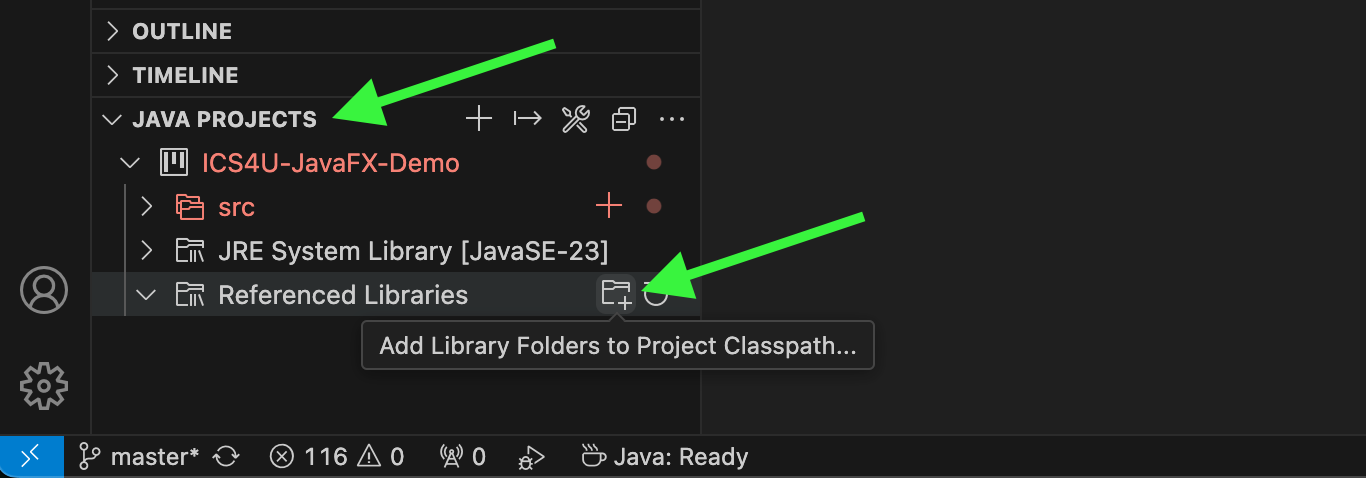 OUTLINE
TIMELINE
JAVA PROJECTS
ICS4U-JavaFX-Demo
src
JRE System Library [JavaSE-23]
Referenced Libraries
Add Library Folders to Project Classpath...
master* 116 0 0 Java: Ready